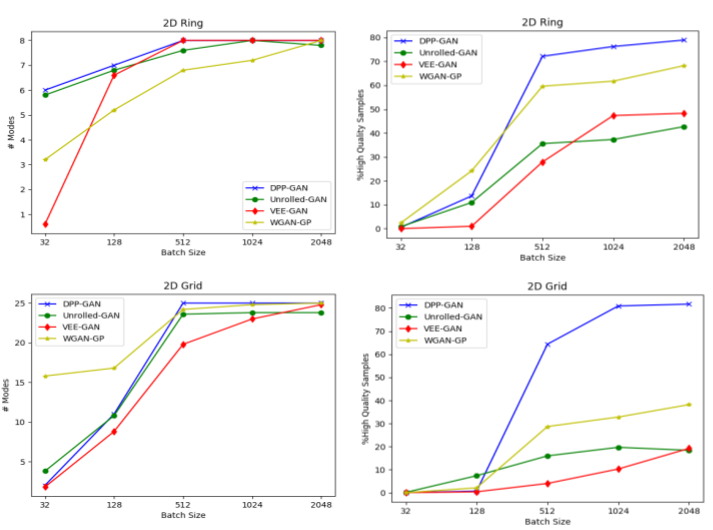 2D Ring
# Modes
8
7
6
5
4
3
2
1
DPP-GAN
Unrolled-GAN
VEE-GAN
WGAN-GP
32 128 512 1024 2048
Batch Size
2D Ring
%High Quality Samples
80
70
60
50
40
30
20
10
0
DPP-GAN
Unrolled-GAN
VEE-GAN
WGAN-GP
32 128 512 1024 2048
Batch Size
2D Grid
# Modes
25
20
15
10
5
DPP-GAN
Unrolled-GAN
VEE-GAN
WGAN-GP
32 128 512 1024 2048
Batch Size
2D Grid
%High Quality Samples
80
70
60
50
40
30
20
10
0
DPP-GAN
Unrolled-GAN
VEE-GAN
WGAN-GP
32 128 512 1024 2048
Batch Size